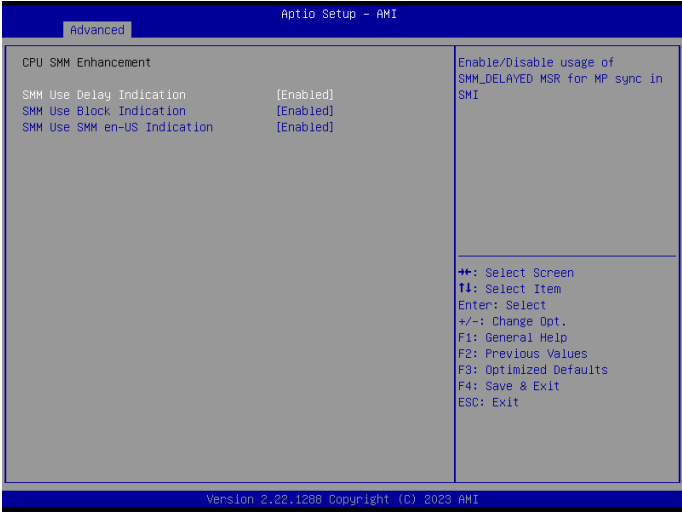 Aptio Setup - AMI
Advanced
CPU SMM Enhancement
SMM Use Delay Indication [Enabled]
SMM Use Block Indication [Enabled]
SMM Use SMM en-US Indication [Enabled]
Enable/Disable usage of
SMM_DELAYED MSR for MP sync in
SMI
→←: Select Screen
↑↓: Select Item
Enter: Select
+/-: Change Opt.
F1: General Help
F2: Previous Values
F3: Optimized Defaults
F4: Save & Exit
ESC: Exit
Version 2.22.1288 Copyright (C) 2023 AMI